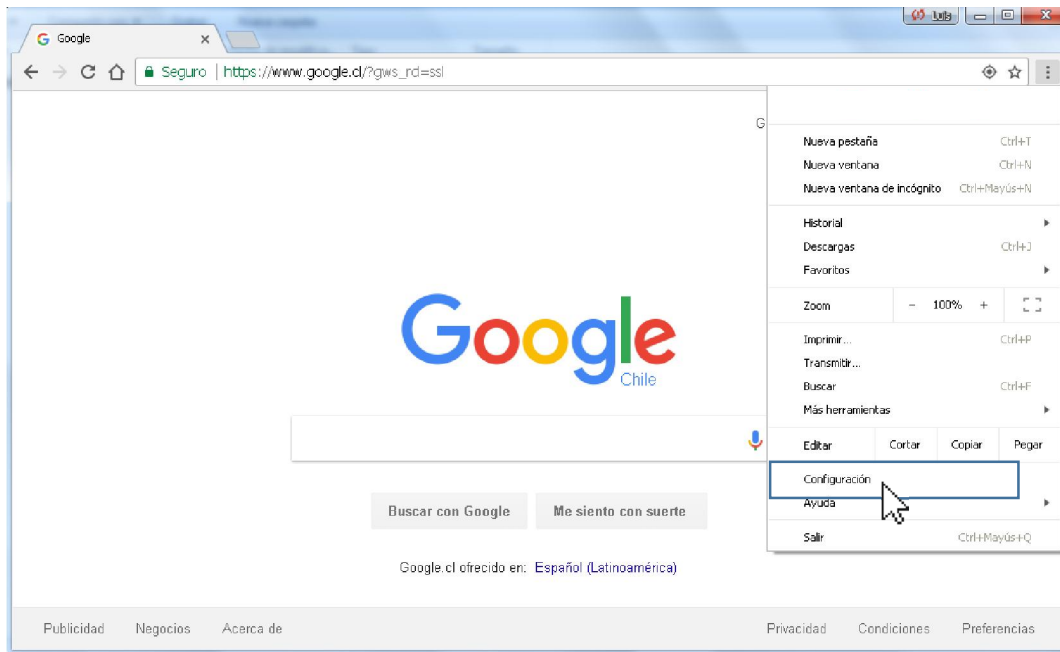 Luis
Google
Seguro | https://www.google.cl/?gws_rd=ssl
G
Nueva pestaña Ctrl+T
Nueva ventana Ctrl+N
Nueva ventana de incógnito Ctrl+Mayús+N
Historial
Descargas Ctrl+J
Favoritos
Zoom - 100% +
Imprimir... Ctrl+P
Transmitir...
Buscar Ctrl+F
Más herramientas
Editar Cortar Copiar Pegar
Configuración
Ayuda
Salir Ctrl+Mayús+Q
Google
Chile
Buscar con Google Me siento con suerte
Google.cl ofrecido en: Español (Latinoamérica)
Publicidad Negocios Acerca de Privacidad Condiciones Preferencias